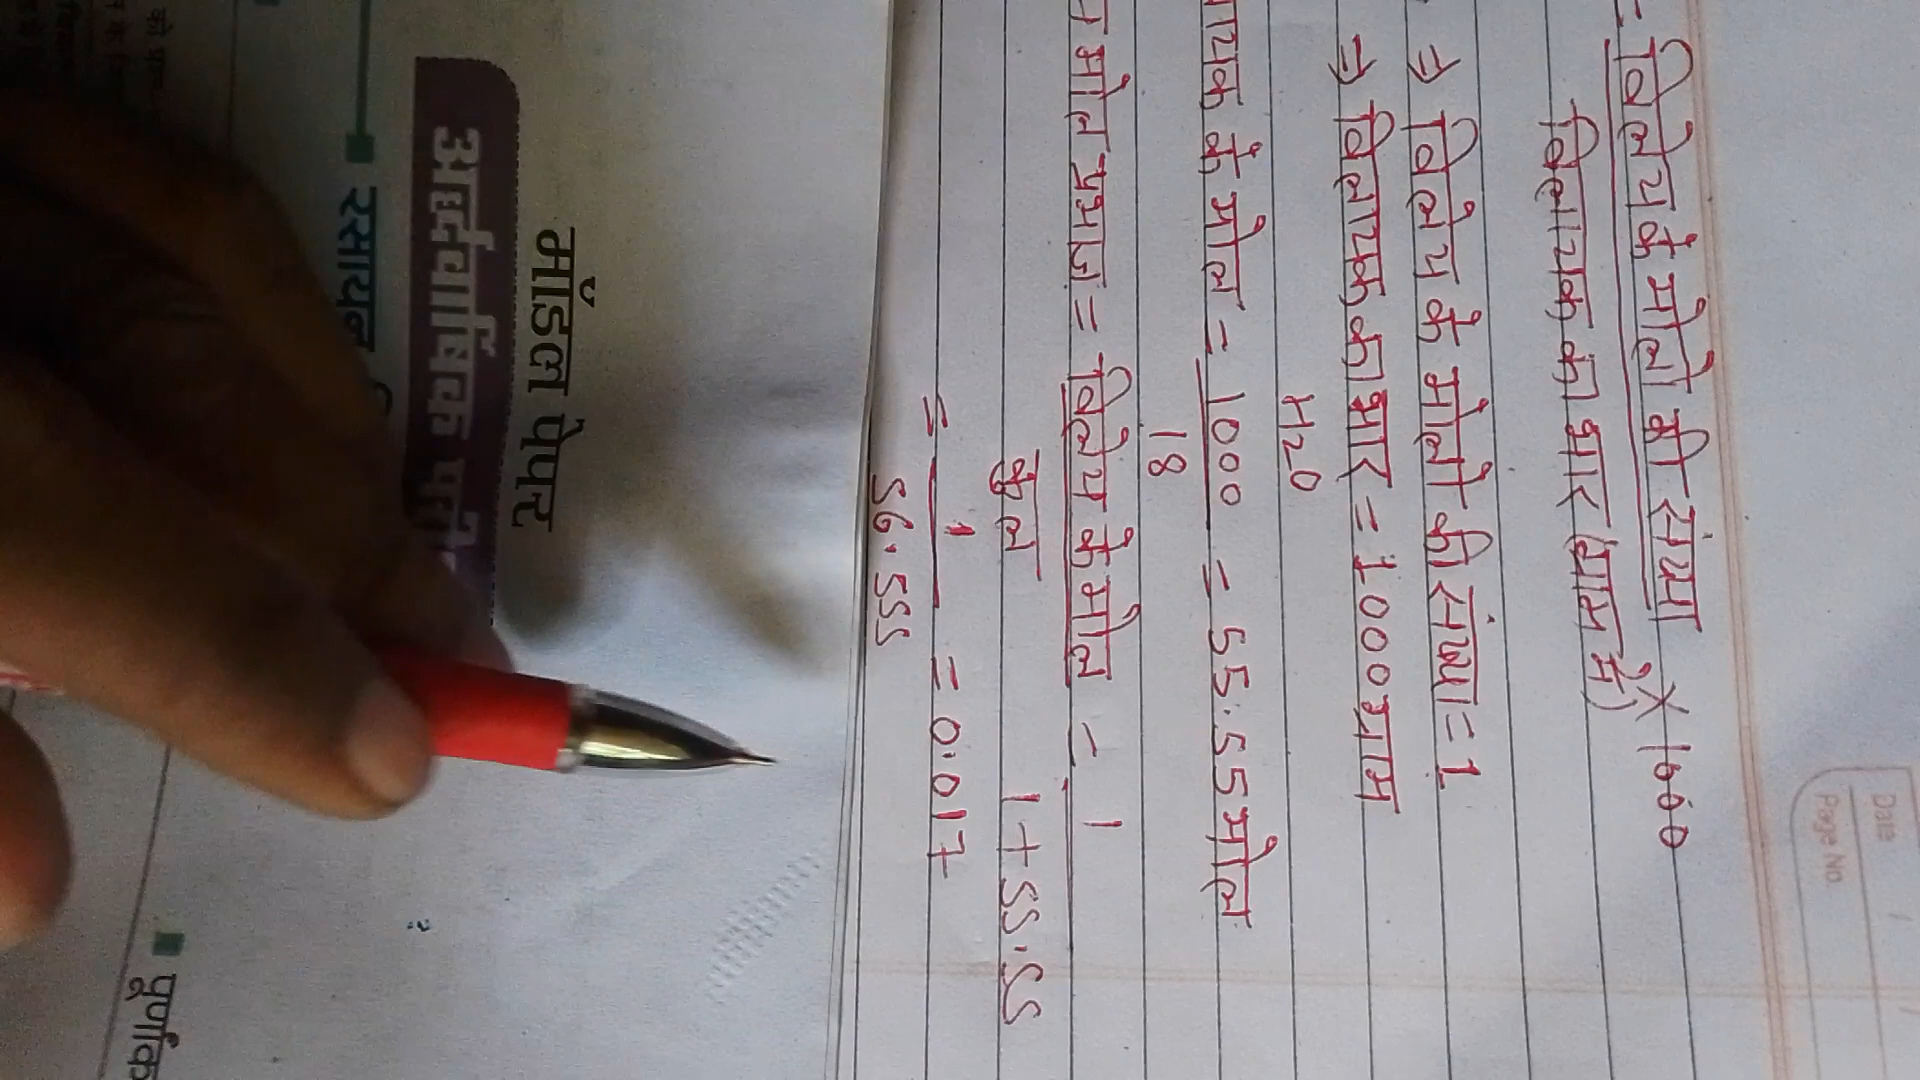 Date
Page No.
= विलेय के मोलो की संख्या × 1000
विलायक का भार (ग्राम में)
⇒ विलेय के मोलो की संख्या = 1
⇒ विलायक का भार = 1000 ग्राम
H₂O
के मोल = 1000 = 55.55 मोल
18
मोल प्रभाज = विलेय के मोल = 1
कुल 1 + 55.55
= 1 = 0.017
56.555
मॉडल पेपर
अर्द्धवार्षिक
रसायन
पूर्णांक